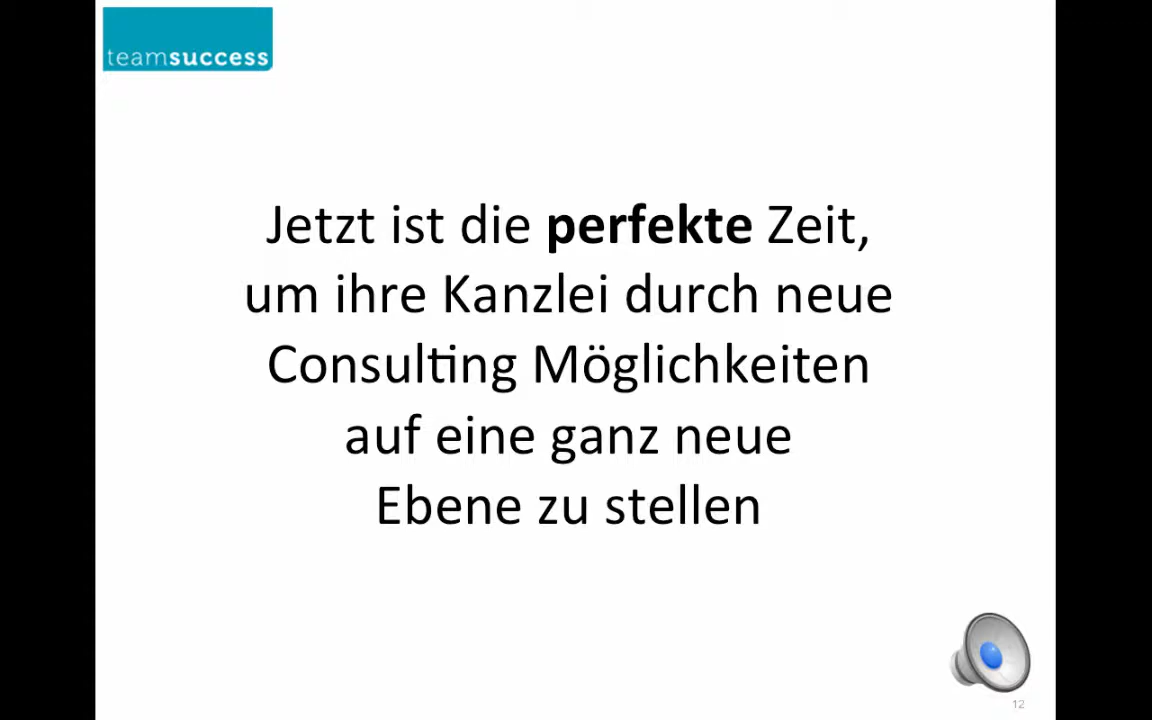 teamsuccess
Jetzt ist die perfekte Zeit,
um ihre Kanzlei durch neue
Consulting Möglichkeiten
auf eine ganz neue
Ebene zu stellen
12